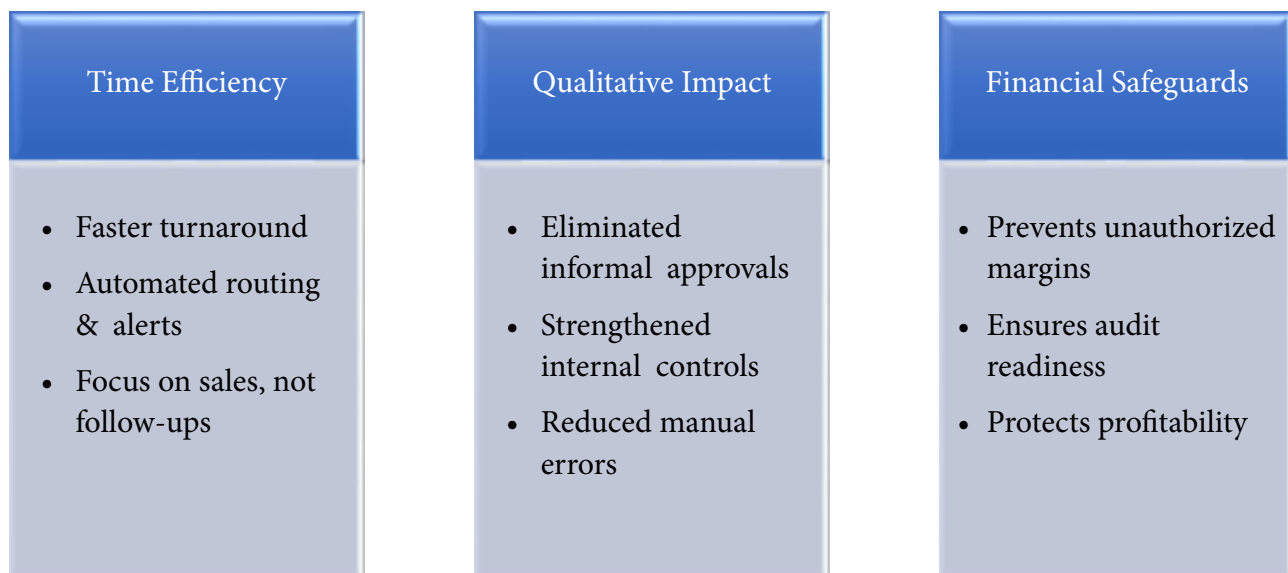 Time Efficiency
• Faster turnaround
• Automated routing
& alerts
• Focus on sales, not
follow-ups
Qualitative Impact
• Eliminated
informal approvals
• Strengthened
internal controls
• Reduced manual
errors
Financial Safeguards
• Prevents unauthorized
margins
• Ensures audit
readiness
• Protects profitability